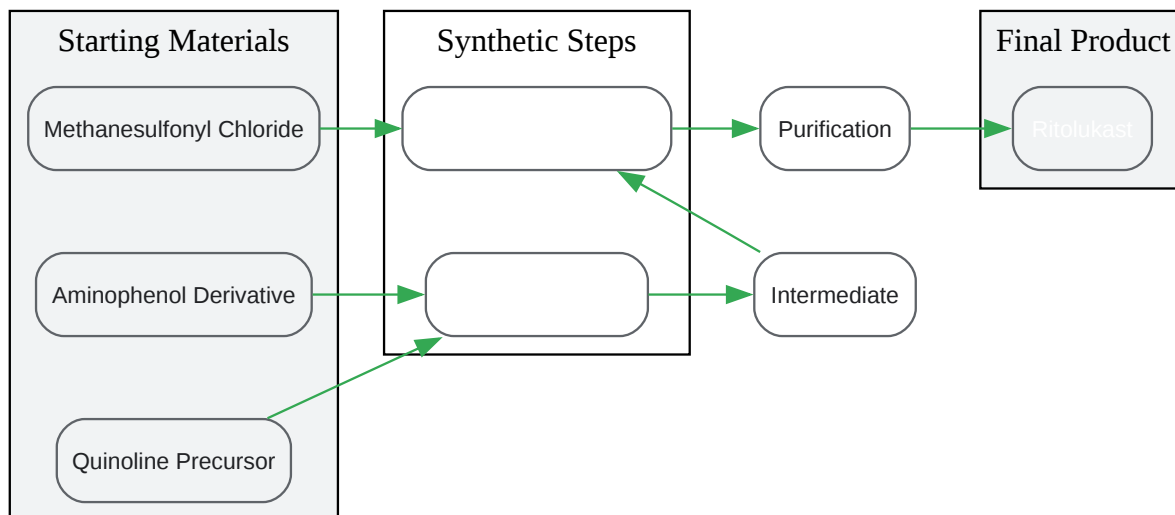 Starting Materials
Synthetic Steps
Final Product
Methanesulfonyl Chloride
Purification
Ritolukast
Aminophenol Derivative
Intermediate
Quinoline Precursor